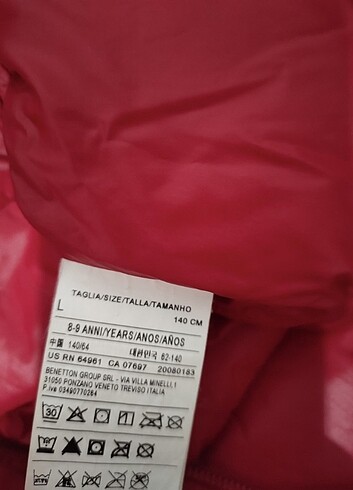 TAGLIA/SIZE/TALLA/TAMANHO
L 140 CM
8-9 ANNI/YEARS/ANOS/AÑOS
中国 140/64 대한민국 62-140
US RN 64961 CA 07697 20080183
BENETTON GROUP SRL - VIA VILLA MINELLI, 1
31050 PONZANO VENETO TREVISO ITALIA
P.iva 03490770264
30